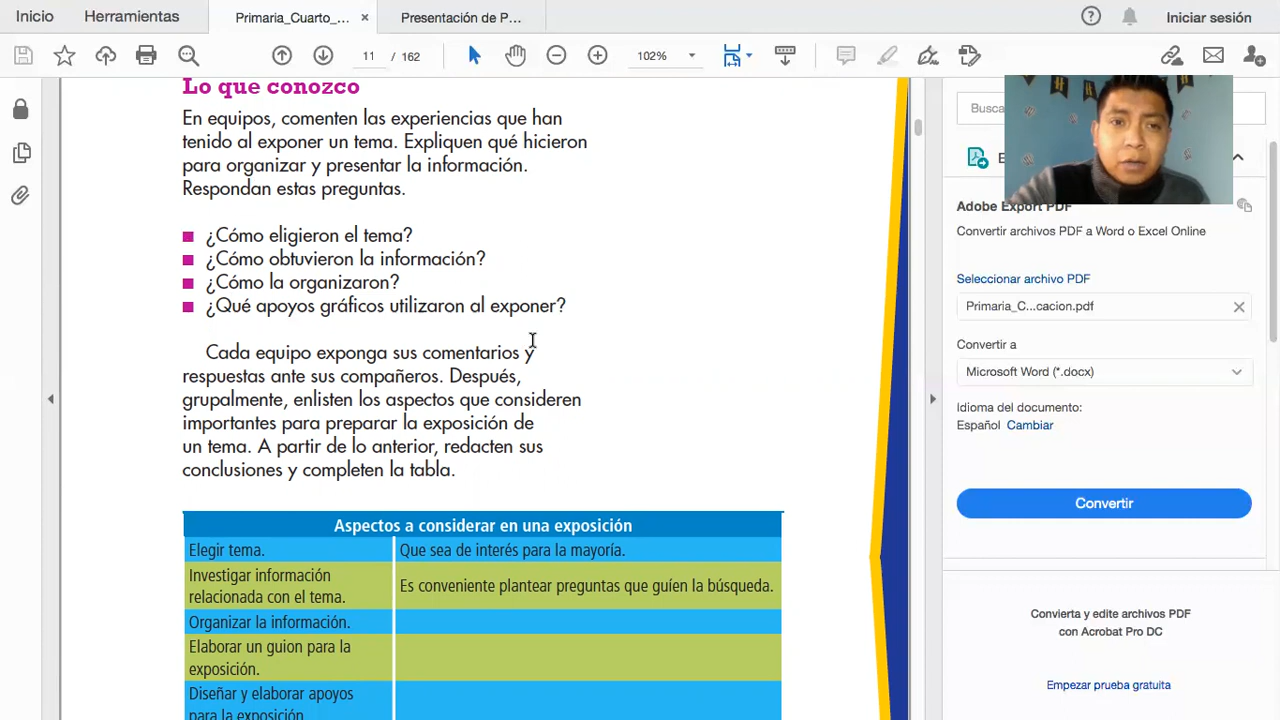 Inicio
Herramientas
Primaria_Cuarto_...
×
Presentación de P...
Iniciar sesión
11 / 162
102%
Lo que conozco
En equipos, comenten las experiencias que han
tenido al exponer un tema. Expliquen qué hicieron
para organizar y presentar la información.
Respondan estas preguntas.
¿Cómo eligieron el tema?
¿Cómo obtuvieron la información?
¿Cómo la organizaron?
¿Qué apoyos gráficos utilizaron al exponer?
Cada equipo exponga sus comentarios y
respuestas ante sus compañeros. Después,
grupalmente, enlisten los aspectos que consideren
importantes para preparar la exposición de
un tema. A partir de lo anterior, redacten sus
conclusiones y completen la tabla.
Aspectos a considerar en una exposición
Elegir tema.
Que sea de interés para la mayoría.
Investigar información
relacionada con el tema.
Es conveniente plantear preguntas que guíen la búsqueda.
Organizar la información.
Elaborar un guion para la
exposición.
Diseñar y elaborar apoyos
para la exposición
Busca
E
Adobe Export PDF
Convertir archivos PDF a Word o Excel Online
Seleccionar archivo PDF
Primaria_C...cacion.pdf
Convertir a
Microsoft Word (*.docx)
Idioma del documento:
Español Cambiar
Convertir
Convierta y edite archivos PDF
con Acrobat Pro DC
Empezar prueba gratuita